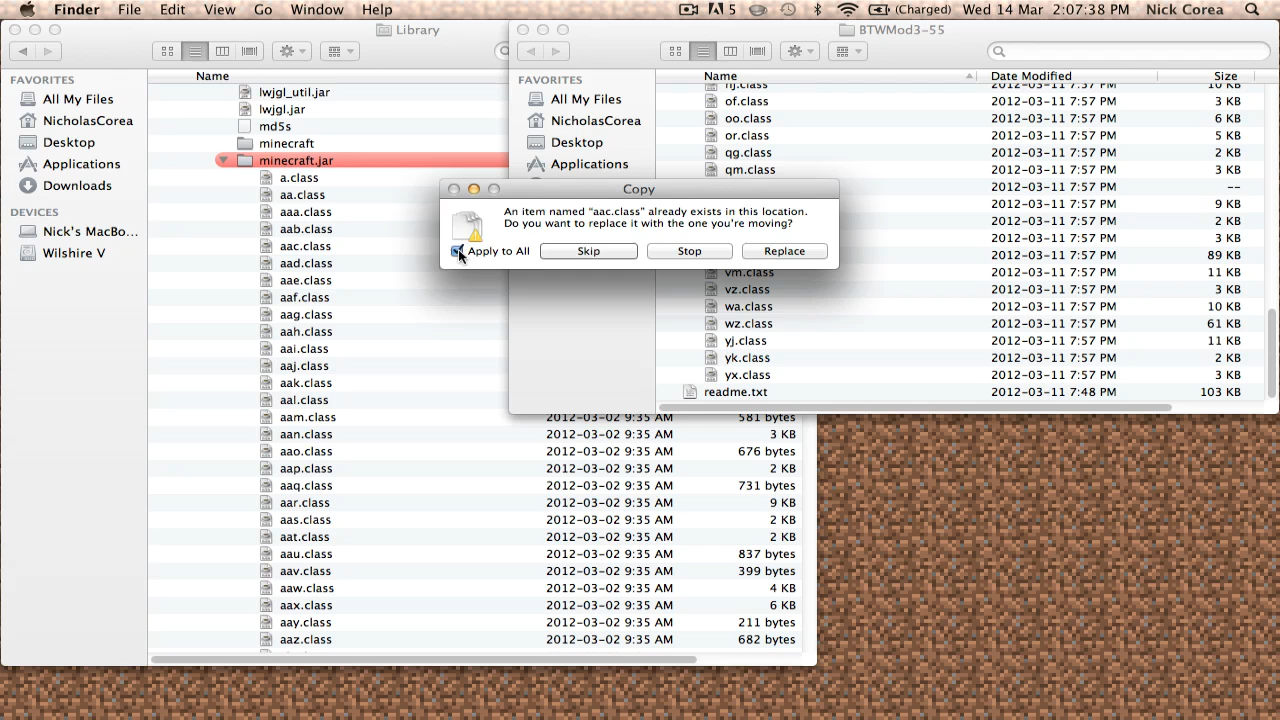 Finder File Edit View Go Window Help
5 (Charged) Wed 14 Mar 2:07:38 PM Nick Corea
Library
FAVORITES
All My Files
NicholasCorea
Desktop
Applications
Downloads
DEVICES
Nick's MacBo...
Wilshire V
Name
lwjgl_util.jar
lwjgl.jar
md5s
minecraft
minecraft.jar
a.class
aa.class
aaa.class
aab.class
aac.class
aad.class
aae.class
aaf.class
aag.class
aah.class
aai.class
aaj.class
aak.class
aal.class
aam.class 2012-03-02 9:35 AM 581 bytes
aan.class 2012-03-02 9:35 AM 3 KB
aao.class 2012-03-02 9:35 AM 676 bytes
aap.class 2012-03-02 9:35 AM 2 KB
aaq.class 2012-03-02 9:35 AM 731 bytes
aar.class 2012-03-02 9:35 AM 9 KB
aas.class 2012-03-02 9:35 AM 2 KB
aat.class 2012-03-02 9:35 AM 2 KB
aau.class 2012-03-02 9:35 AM 837 bytes
aav.class 2012-03-02 9:35 AM 399 bytes
aaw.class 2012-03-02 9:35 AM 4 KB
aax.class 2012-03-02 9:35 AM 6 KB
aay.class 2012-03-02 9:35 AM 211 bytes
aaz.class 2012-03-02 9:35 AM 682 bytes
BTWMod3-55
FAVORITES
All My Files
NicholasCorea
Desktop
Applications
Name Date Modified Size
2012-03-11 7:57 PM 10 KB
of.class 2012-03-11 7:57 PM 3 KB
oo.class 2012-03-11 7:57 PM 6 KB
or.class 2012-03-11 7:57 PM 5 KB
qg.class 2012-03-11 7:57 PM 2 KB
qm.class 2012-03-11 7:57 PM 3 KB
2012-03-11 7:57 PM --
2012-03-11 7:57 PM 9 KB
2012-03-11 7:57 PM 2 KB
2012-03-11 7:57 PM 3 KB
2012-03-11 7:57 PM 89 KB
vm.class 2012-03-11 7:57 PM 11 KB
vz.class 2012-03-11 7:57 PM 3 KB
wa.class 2012-03-11 7:57 PM 10 KB
wz.class 2012-03-11 7:57 PM 61 KB
yj.class 2012-03-11 7:57 PM 11 KB
yk.class 2012-03-11 7:57 PM 2 KB
yx.class 2012-03-11 7:57 PM 3 KB
readme.txt 2012-03-11 7:48 PM 103 KB
Copy
An item named “aac.class” already exists in this location.
Do you want to replace it with the one you’re moving?
Apply to All Skip Stop Replace